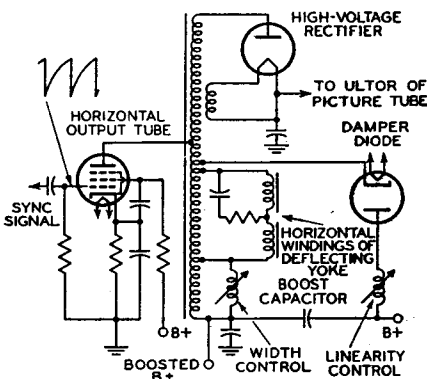 HIGH-VOLTAGE
RECTIFIER
TO ULTOR OF
PICTURE TUBE
HORIZONTAL
OUTPUT TUBE
DAMPER
DIODE
SYNC
SIGNAL
HORIZONTAL
WINDINGS OF
DEFLECTING
YOKE
BOOST
CAPACITOR
B+
B+
BOOSTED
B+
WIDTH
CONTROL
LINEARITY
CONTROL